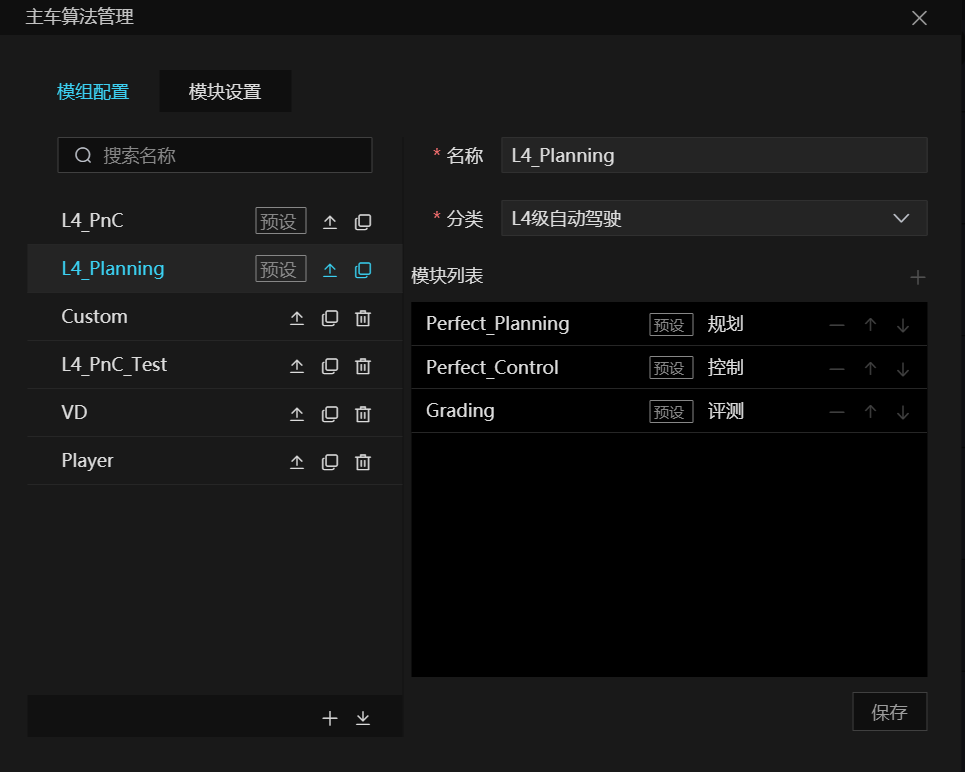 主车算法管理
模组配置 模块设置
搜索名称
L4_PnC 预设
L4_Planning 预设
Custom
L4_PnC_Test
VD
Player
* 名称 L4_Planning
* 分类 L4级自动驾驶
模块列表
Perfect_Planning 预设 规划
Perfect_Control 预设 控制
Grading 预设 评测
保存